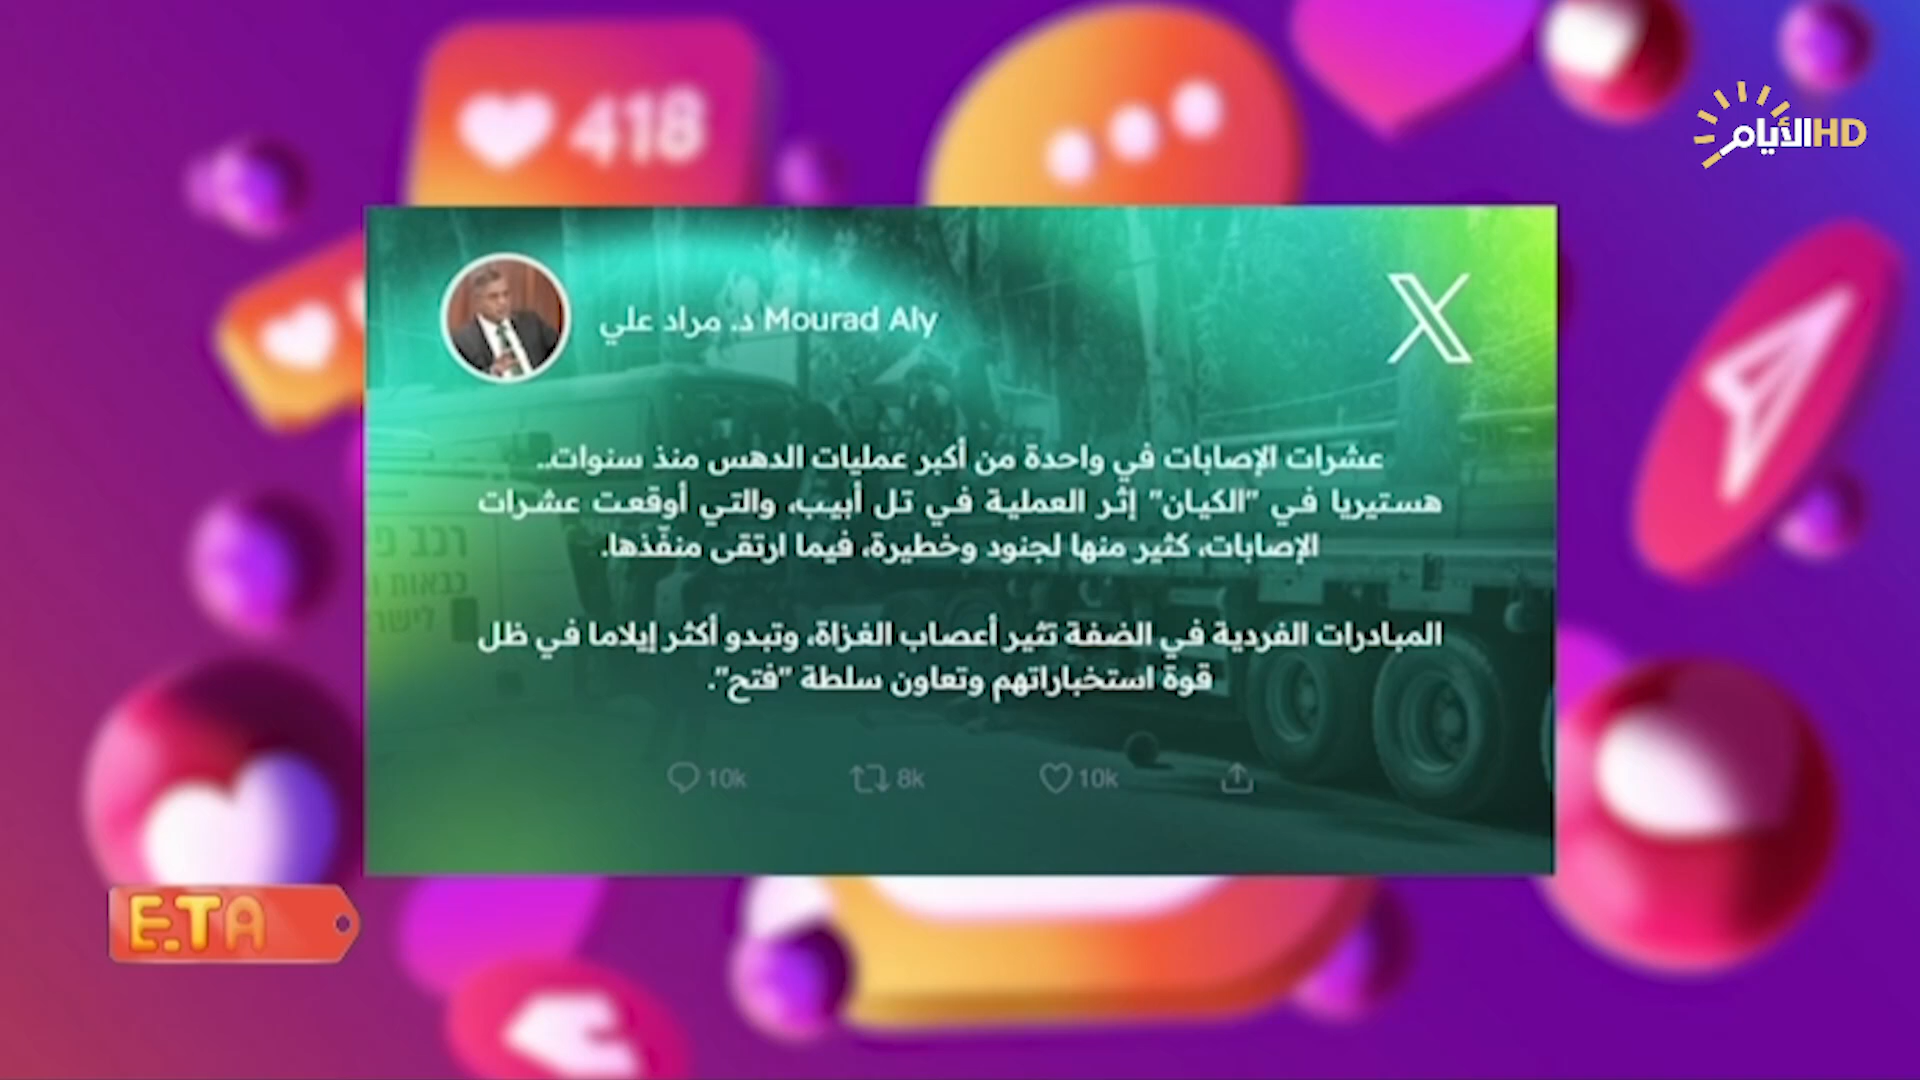 418
الأيام HD
د. مراد علي Mourad Aly
عشرات الإصابات في واحدة من أكبر عمليات الدهس منذ سنوات..
هستيريا في "الكيان" إثر العملية في تل أبيب، والتي أوقعت عشرات
الإصابات، كثير منها لجنود وخطيرة، فيما ارتقى منفّذها.
רכב פ
כבאות ו
לישר
المبادرات الفردية في الضفة تثير أعصاب الغزاة، وتبدو أكثر إيلاما في ظل
قوة استخباراتهم وتعاون سلطة "فتح".
10k 8k 10k
E.TA